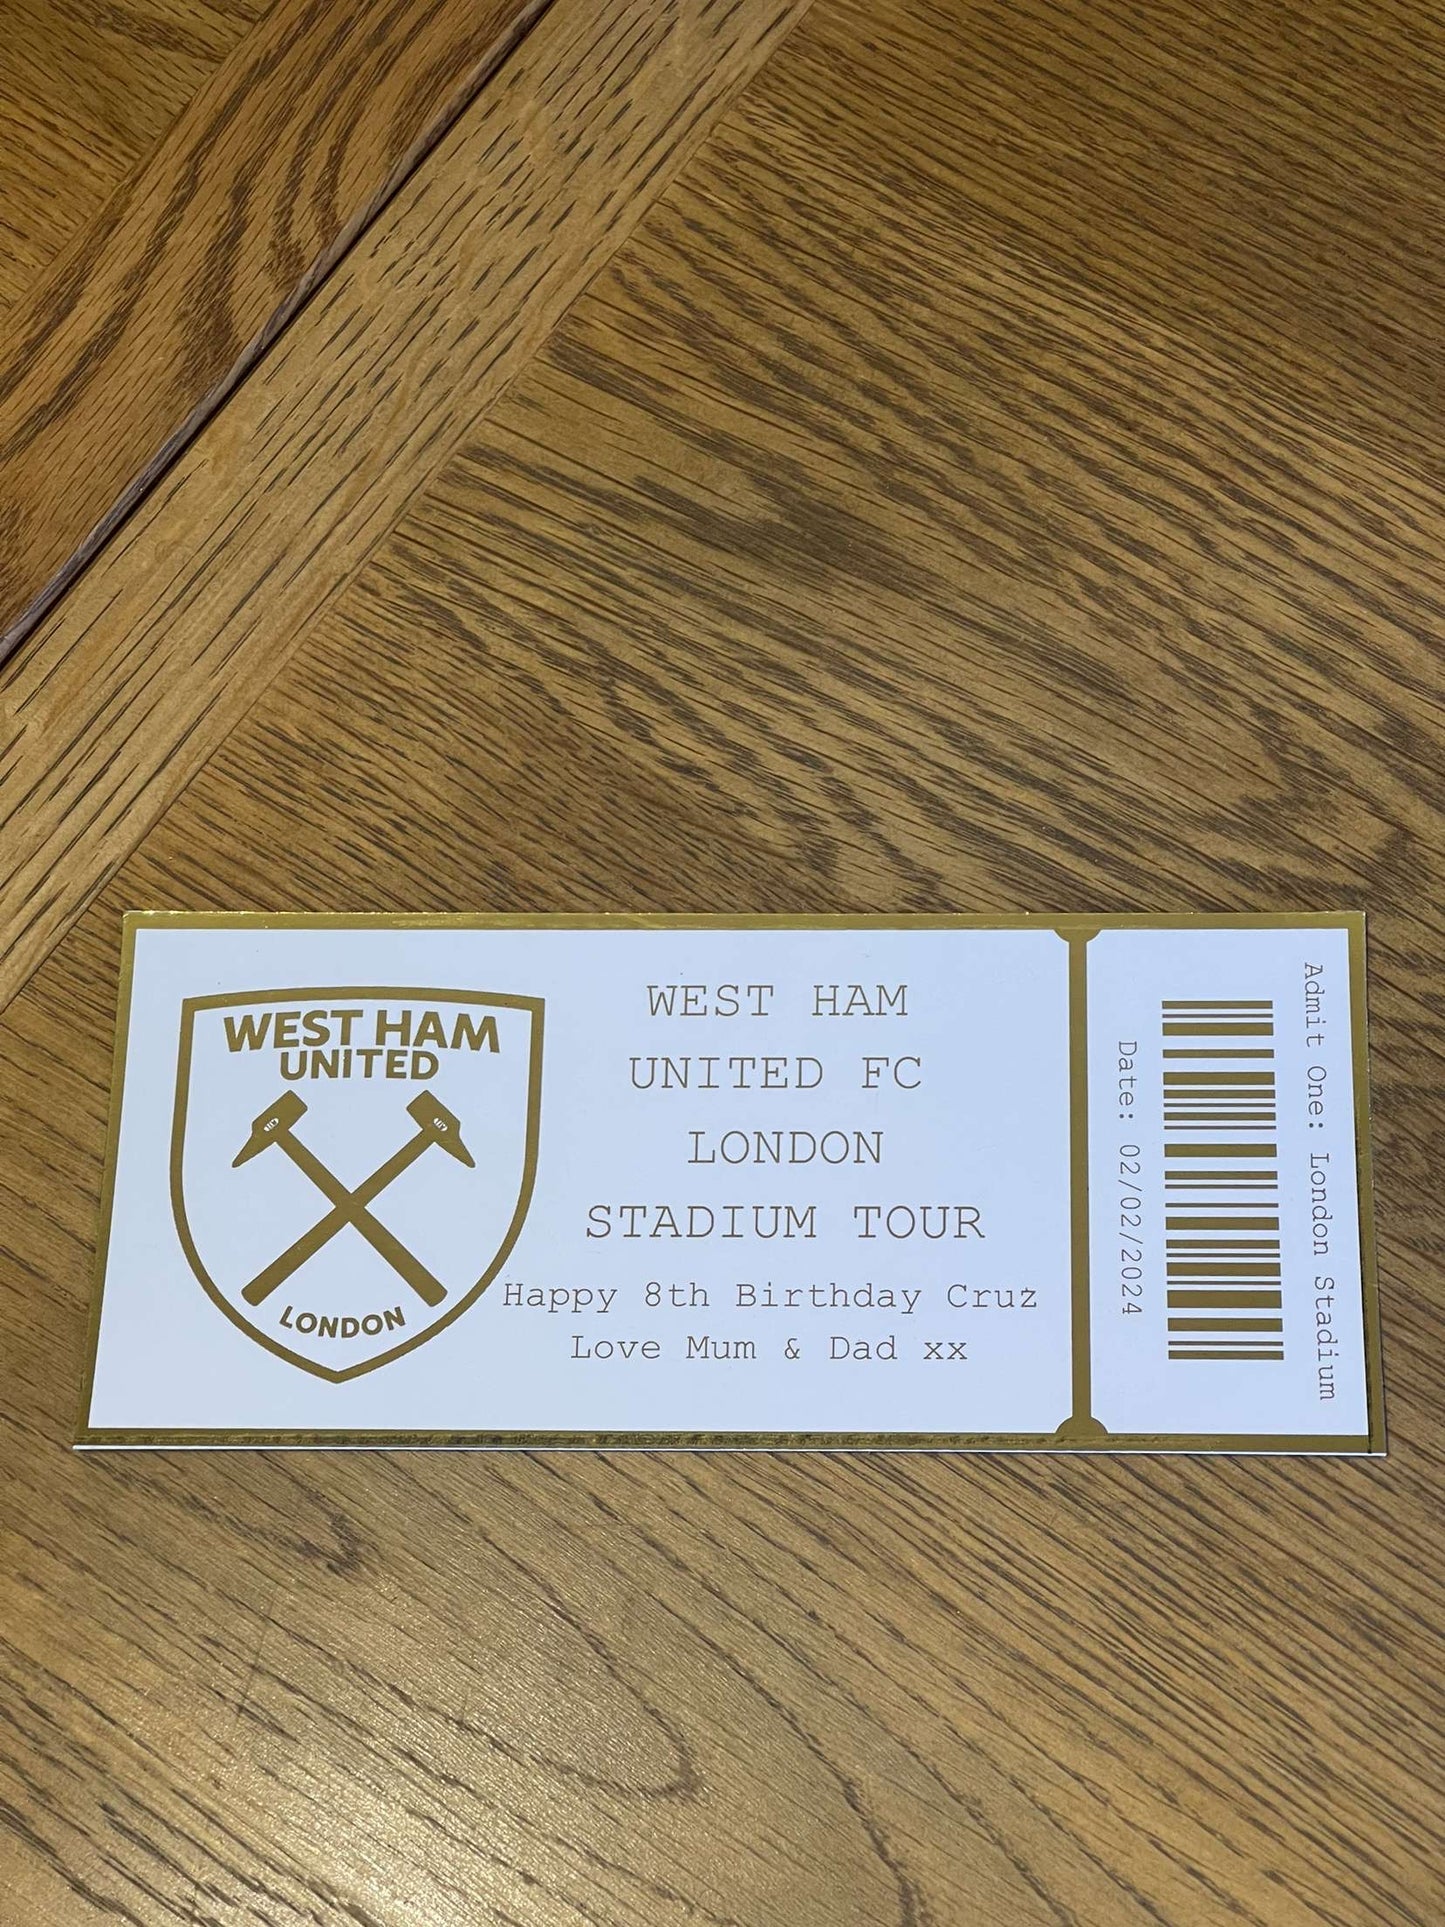 WEST HAM
UNITED
LONDON
WEST HAM
UNITED FC
LONDON
STADIUM TOUR
Happy 8th Birthday Cruz
Love Mum & Dad xx
Date: 02/02/2024
Admit One: London Stadium